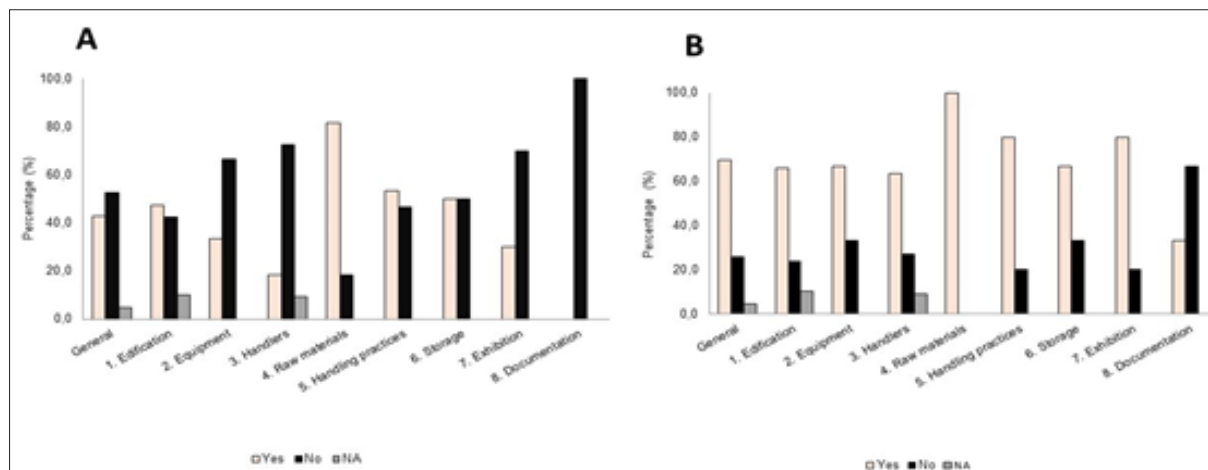 A
Percentage (%)
100,0
80,0
60,0
40,0
20,0
0,0
General
1. Edification
2. Equipment
3. Handlers
4. Raw materials
5. Handling practices
6. Storage
7. Exhibition
8. Documentation
Yes No NA
B
Percentage (%)
100,0
80,0
60,0
40,0
20,0
0,0
General
1. Edification
2. Equipment
3. Handlers
4. Raw materials
5. Handling practices
6. Storage
7. Exhibition
8. Documentation
Yes No NA